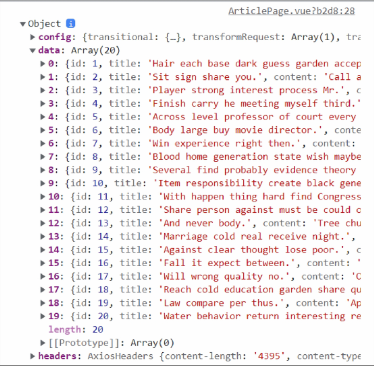 ArticlePage.vue?b2d8:28
▼Object i
▶config: {transitional: {…}, transformRequest: Array(1), tra
▼data: Array(20)
▶0: {id: 1, title: 'Hair each base dark guess garden accep
▶1: {id: 2, title: 'Sit sign share you.', content: 'Call a
▶2: {id: 3, title: 'Player strong interest process Mr.', c
▶3: {id: 4, title: 'Finish carry he meeting myself third.'
▶4: {id: 5, title: 'Across level professor of court every
▶5: {id: 6, title: 'Body large buy movie director.', conte
▶6: {id: 7, title: 'Win experience right then.', content:
▶7: {id: 8, title: 'Blood home generation state wish maybe
▶8: {id: 9, title: 'Several find probably evidence theory
▶9: {id: 10, title: 'Item responsibility create black gene
▶10: {id: 11, title: 'With happen thing hard find Congress
▶11: {id: 12, title: 'Share person against must be could o
▶12: {id: 13, title: 'And never body.', content: 'Tree chu
▶13: {id: 14, title: 'Marriage cold real receive night.',
▶14: {id: 15, title: 'Against clear thought lose poor.', c
▶15: {id: 16, title: 'Fall it expect between.', content: '
▶16: {id: 17, title: 'Will wrong quality no.', content: 'O
▶17: {id: 18, title: 'Reach cold education garden share qu
▶18: {id: 19, title: 'Law compare per thus.', content: 'Ap
▶19: {id: 20, title: 'Water behavior return interesting re
length: 20
▶[[Prototype]]: Array(0)
▶headers: AxiosHeaders {content-length: '4395', content-type